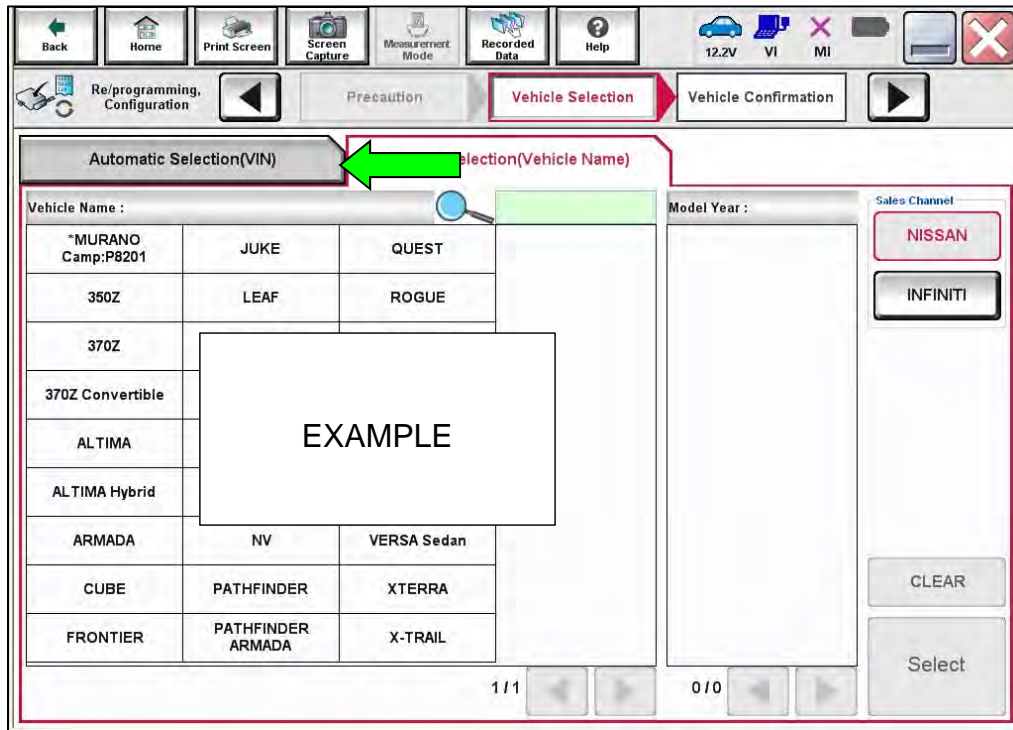 Back
Home
Print Screen
Screen
Capture
Measurement
Mode
Recorded
Data
Help
12.2V
VI
MI
Re/programming,
Configuration
Precaution
Vehicle Selection
Vehicle Confirmation
Automatic Selection(VIN)
election(Vehicle Name)
Vehicle Name :
Model Year :
Sales Channel
*MURANO
Camp:P8201
JUKE
QUEST
NISSAN
350Z
LEAF
ROGUE
INFINITI
370Z
370Z Convertible
EXAMPLE
ALTIMA
ALTIMA Hybrid
ARMADA
NV
VERSA Sedan
CUBE
PATHFINDER
XTERRA
CLEAR
FRONTIER
PATHFINDER
ARMADA
X-TRAIL
Select
1/1
0/0